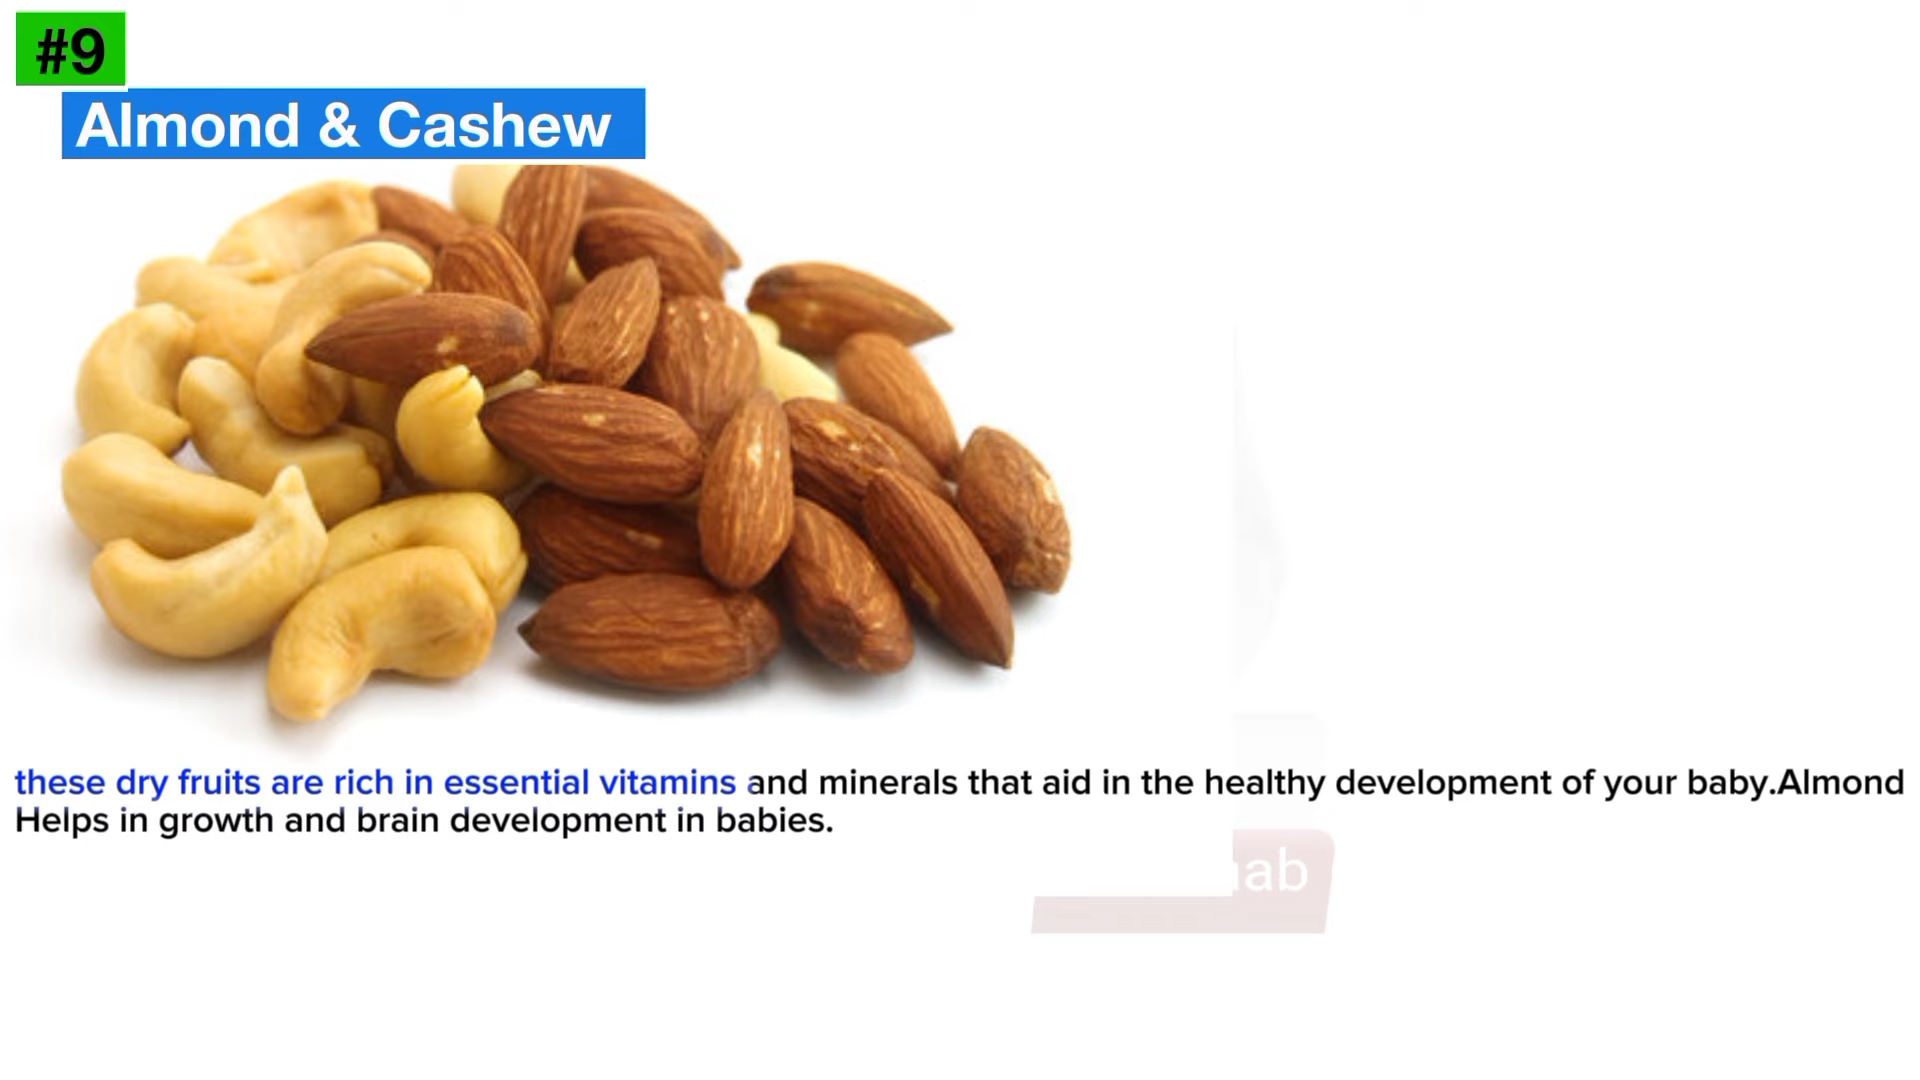 #9
Almond & Cashew
these dry fruits are rich in essential vitamins and minerals that aid in the healthy development of your baby.Almond
Helps in growth and brain development in babies.